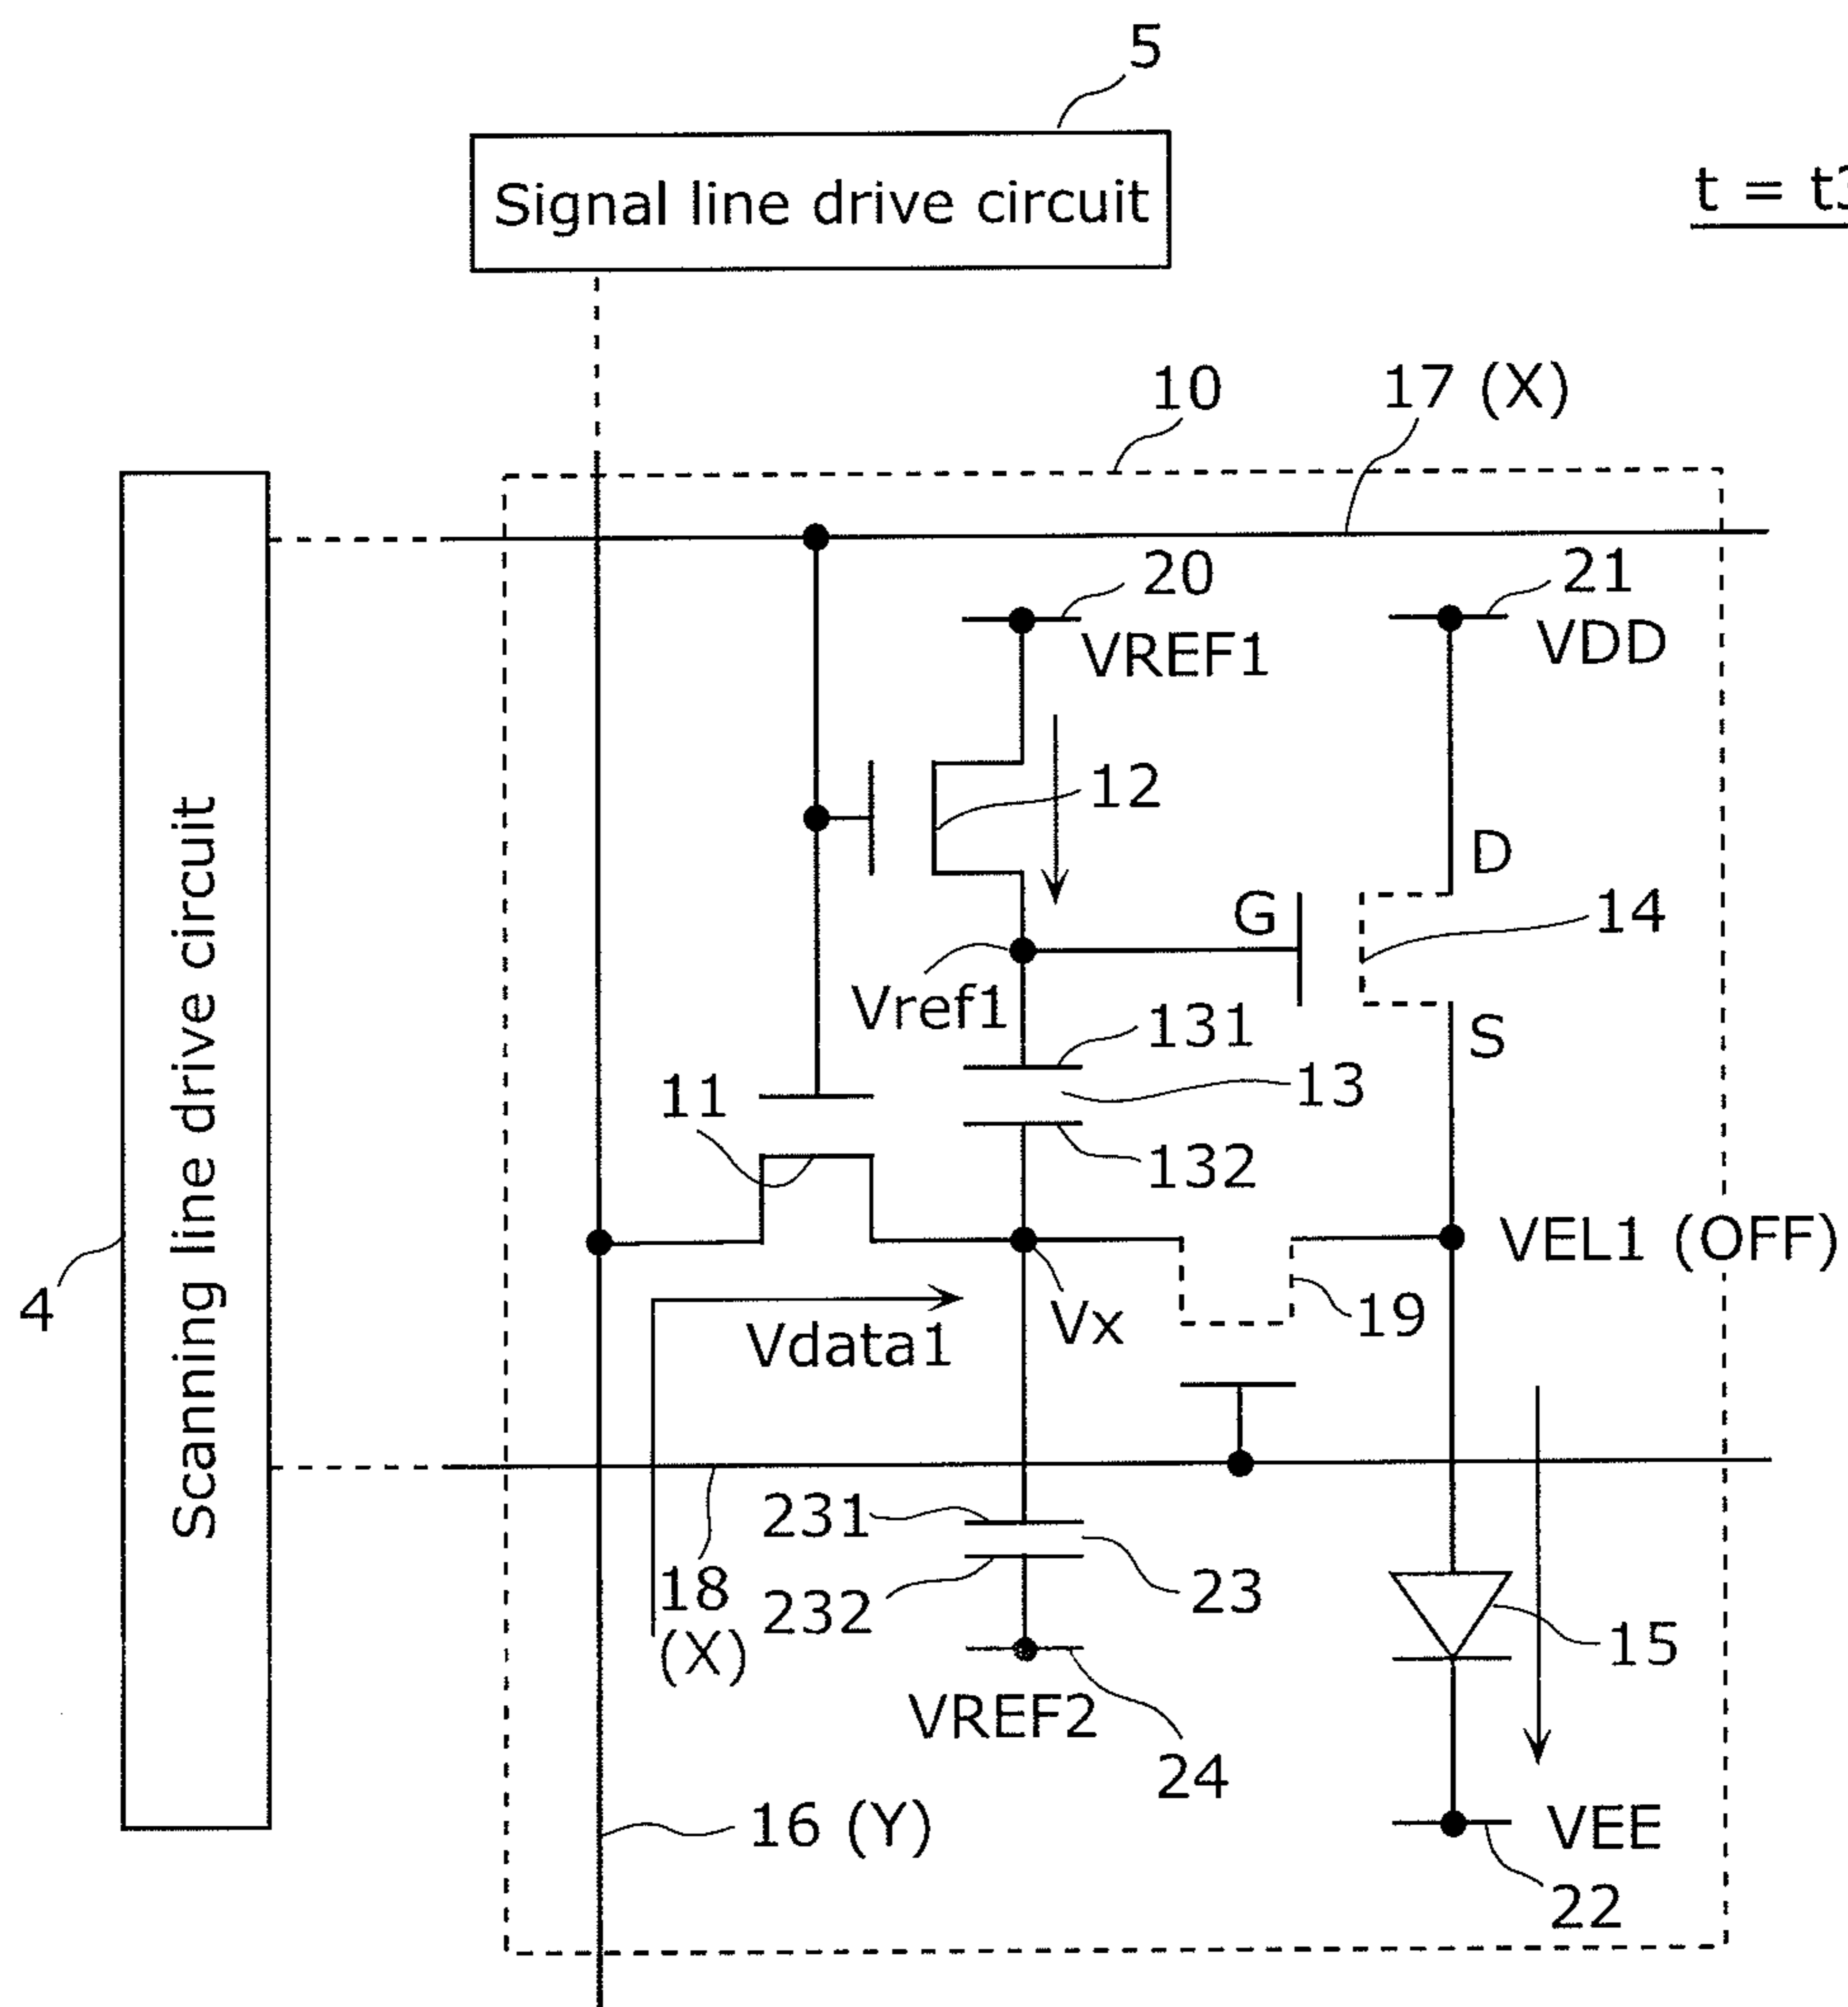 5
Signal line drive circuit
t = t3
10
17 (X)
20
21
VREF1
VDD
12
D
G
14
Vref1
131
S
13
11
132
VEL1 (OFF)
4
Scanning line drive circuit
Vx
19
Vdata1
231
18
(X)
232
23
15
VREF2
24
16 (Y)
VEE
22